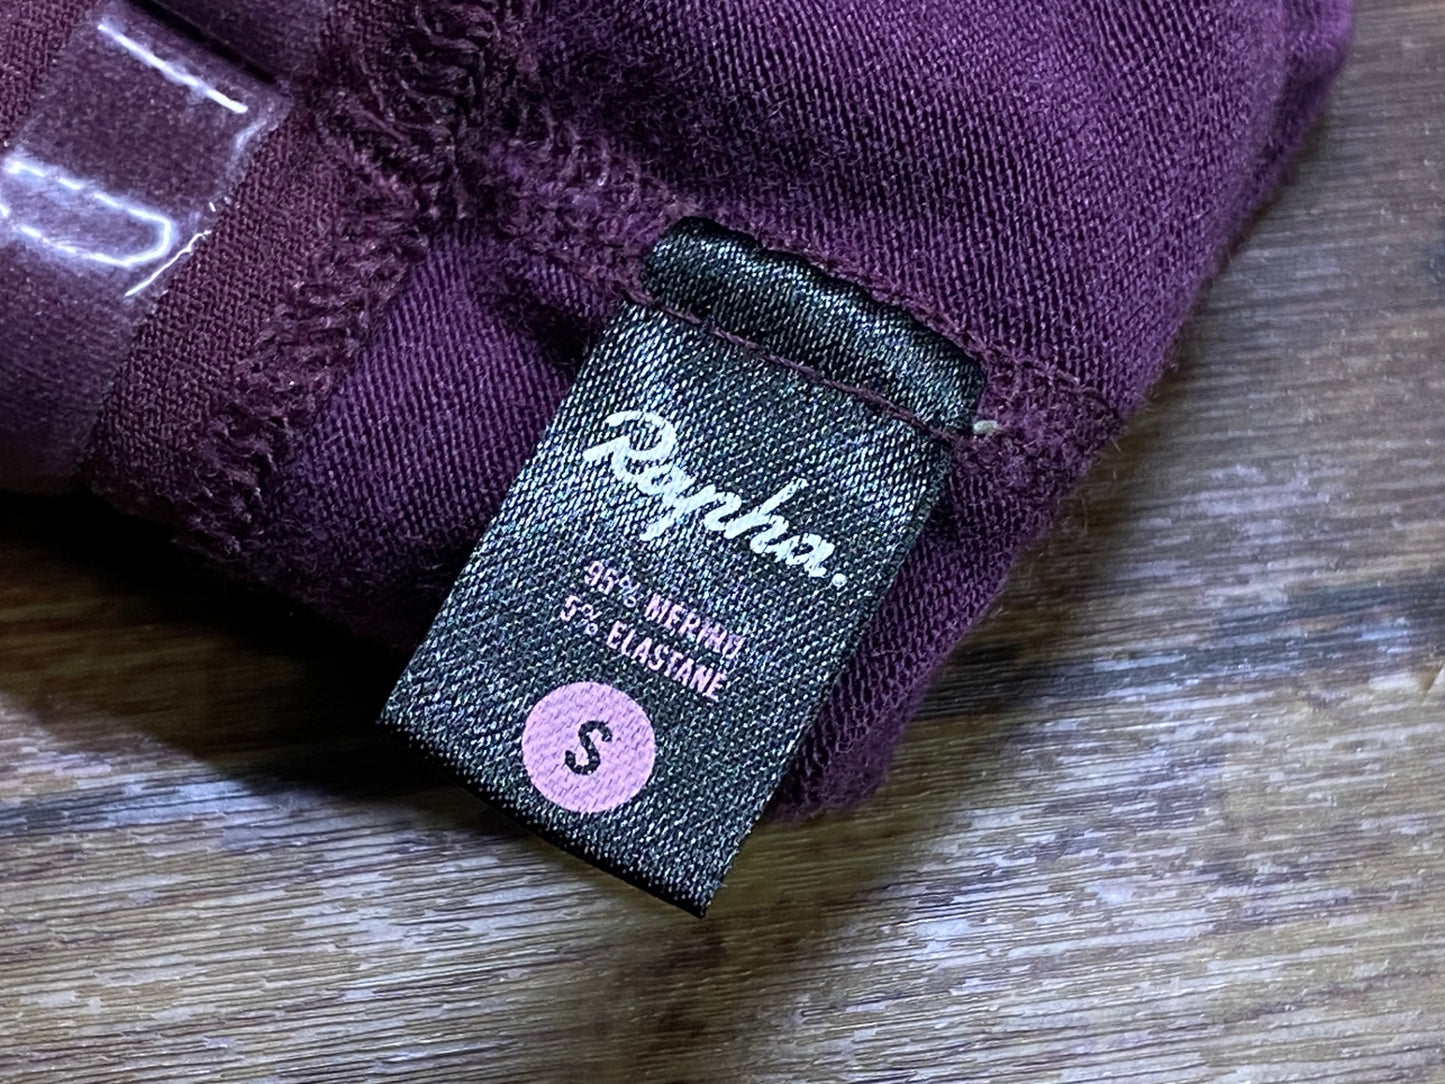 Rapha.
95% MERINO
5% ELASTANE
S